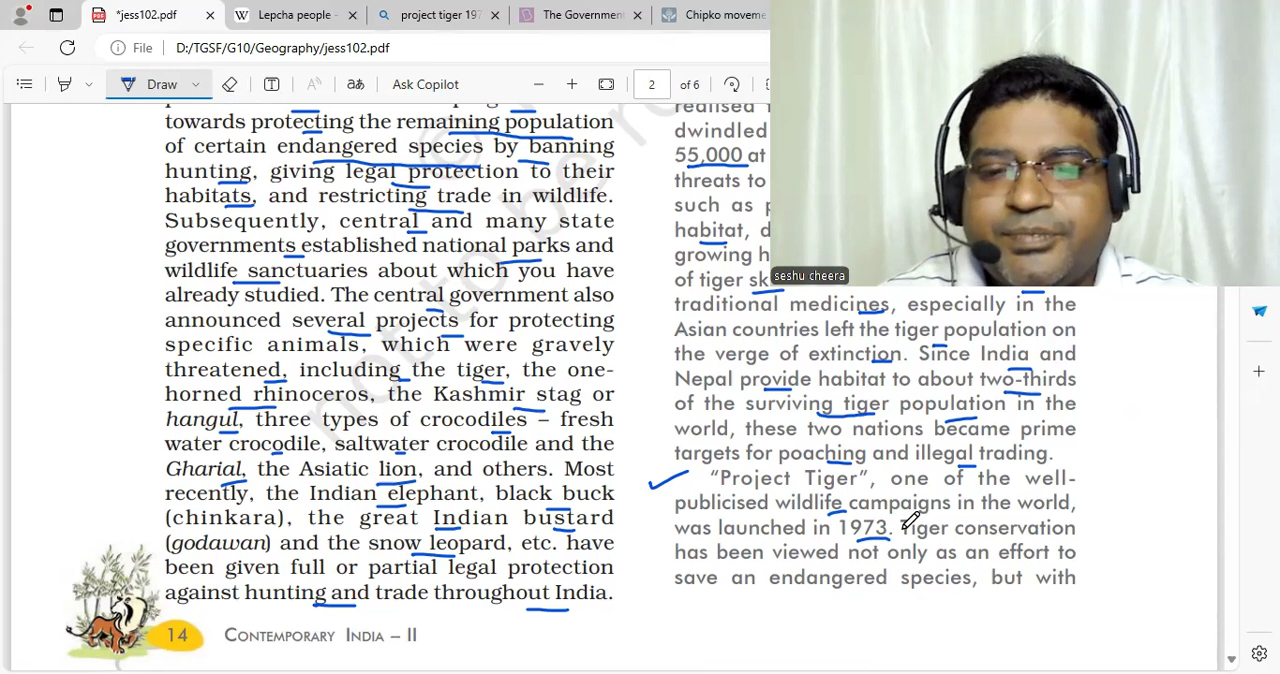 *jess102.pdf
Lepcha people -
project tiger 197
The Governmen
Chipko moveme
File
D:/TGSF/G10/Geography/jess102.pdf
Draw
aあ
Ask Copilot
2
of 6
towards protecting the remaining population
of certain endangered species by banning
hunting, giving legal protection to their
habitats, and restricting trade in wildlife.
Subsequently, central and many state
governments established national parks and
wildlife sanctuaries about which you have
already studied. The central government also
announced several projects for protecting
specific animals, which were gravely
threatened, including the tiger, the one-
horned rhinoceros, the Kashmir stag or
hangul, three types of crocodiles – fresh
water crocodile, saltwater crocodile and the
Gharial, the Asiatic lion, and others. Most
recently, the Indian elephant, black buck
(chinkara), the great Indian bustard
(godawan) and the snow leopard, etc. have
been given full or partial legal protection
against hunting and trade throughout India.
14
Contemporary India – II
realised
dwindled
55,000 at
threats to
such as p
habitat, d
growing h
of tiger sk
traditional medicines, especially in the
Asian countries left the tiger population on
the verge of extinction. Since India and
Nepal provide habitat to about two-thirds
of the surviving tiger population in the
world, these two nations became prime
targets for poaching and illegal trading.
“Project Tiger”, one of the well-
publicised wildlife campaigns in the world,
was launched in 1973. Tiger conservation
has been viewed not only as an effort to
save an endangered species, but with
not to be re
seshu cheera